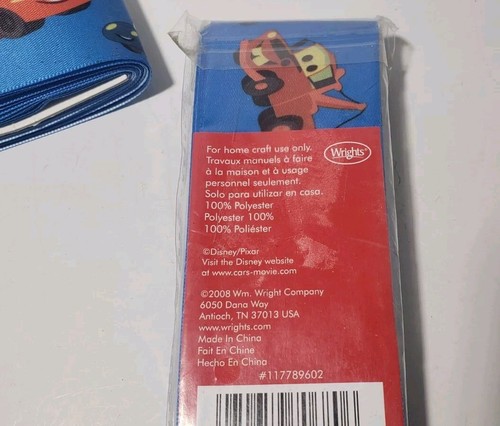 For home craft use only.
Travaux manuels à faire
à la maison et à usage
personnel seulement.
Solo para utilizar en casa.
100% Polyester
Polyester 100%
100% Poliéster
Wrights®
©Disney/Pixar
Visit the Disney website
at www.cars-movie.com
©2008 Wm. Wright Company
6050 Dana Way
Antioch, TN 37013 USA
www.wrights.com
Made In China
Fait En Chine
Hecho En China
#117789602